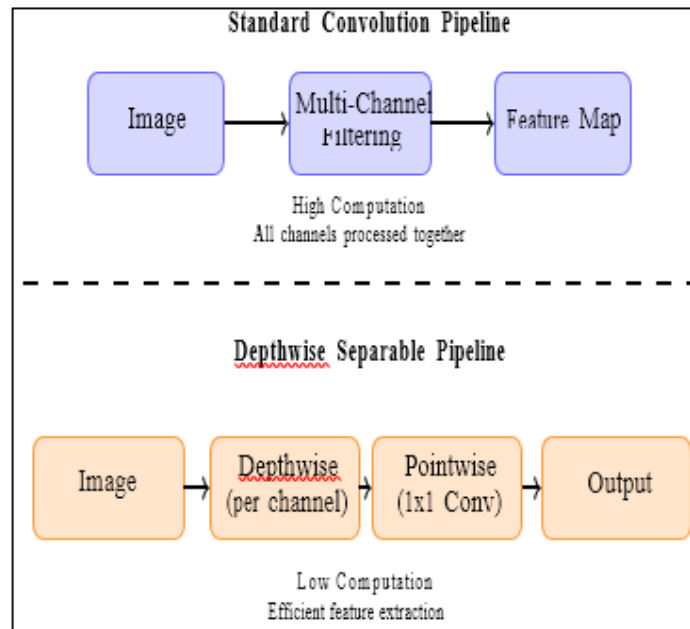 Standard Convolution Pipeline
Image
Multi-Channel
Filtering
Feature Map
High Computation
All channels processed together
Depthwise Separable Pipeline
Image
Depthwise
(per channel)
Pointwise
(1x1 Conv)
Output
Low Computation
Efficient feature extraction